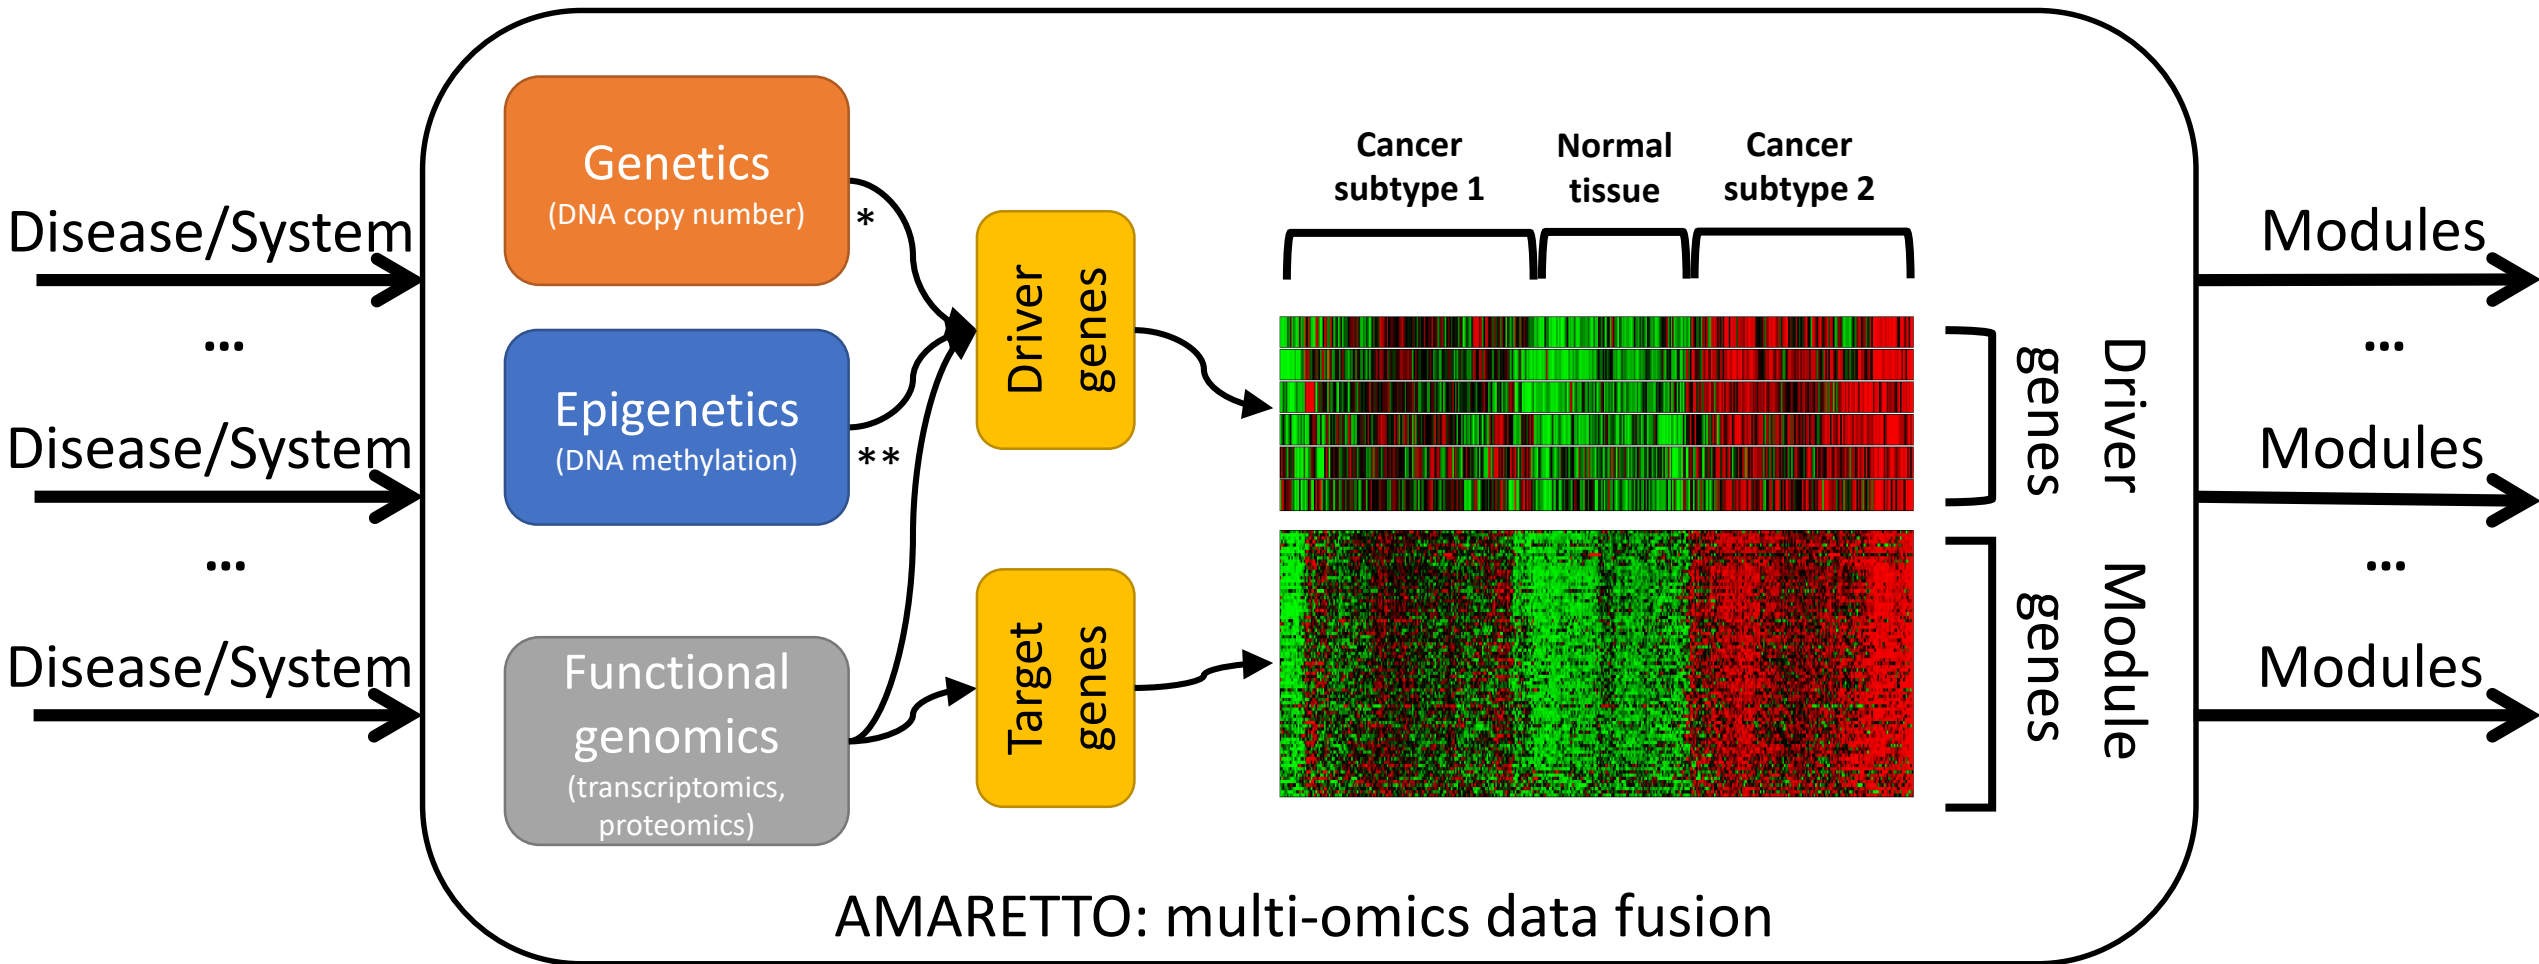 Disease/System
...
Disease/System
...
Disease/System
Genetics
(DNA copy number)
*
Epigenetics
(DNA methylation)
**
Functional
genomics
(transcriptomics,
proteomics)
Driver
genes
Target
genes
Cancer
subtype 1
Normal
tissue
Cancer
subtype 2
Driver
genes
Module
genes
AMARETTO: multi-omics data fusion
Modules
...
Modules
...
Modules